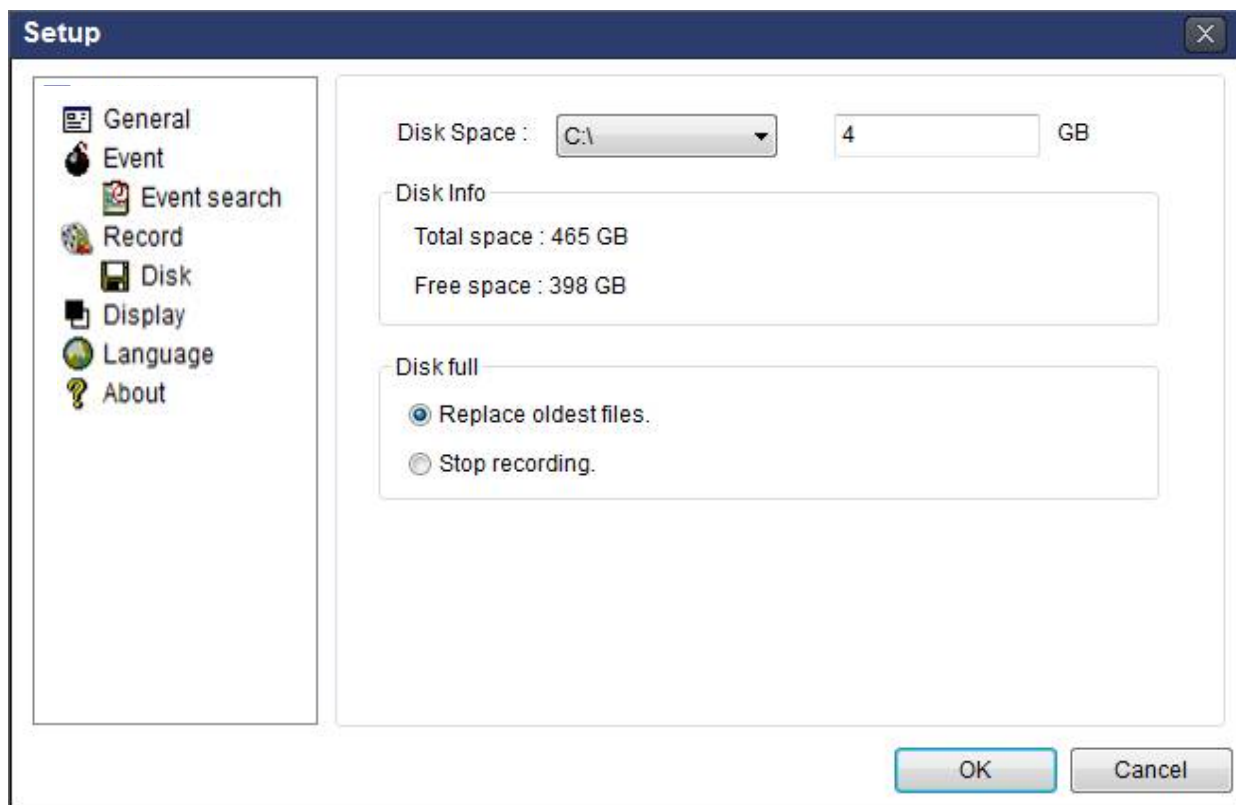 Setup
General
Event
Event search
Record
Disk
Display
Language
About
Disk Space : C:\ 4 GB
Disk Info
Total space : 465 GB
Free space : 398 GB
Disk full
Replace oldest files.
Stop recording.
OK Cancel